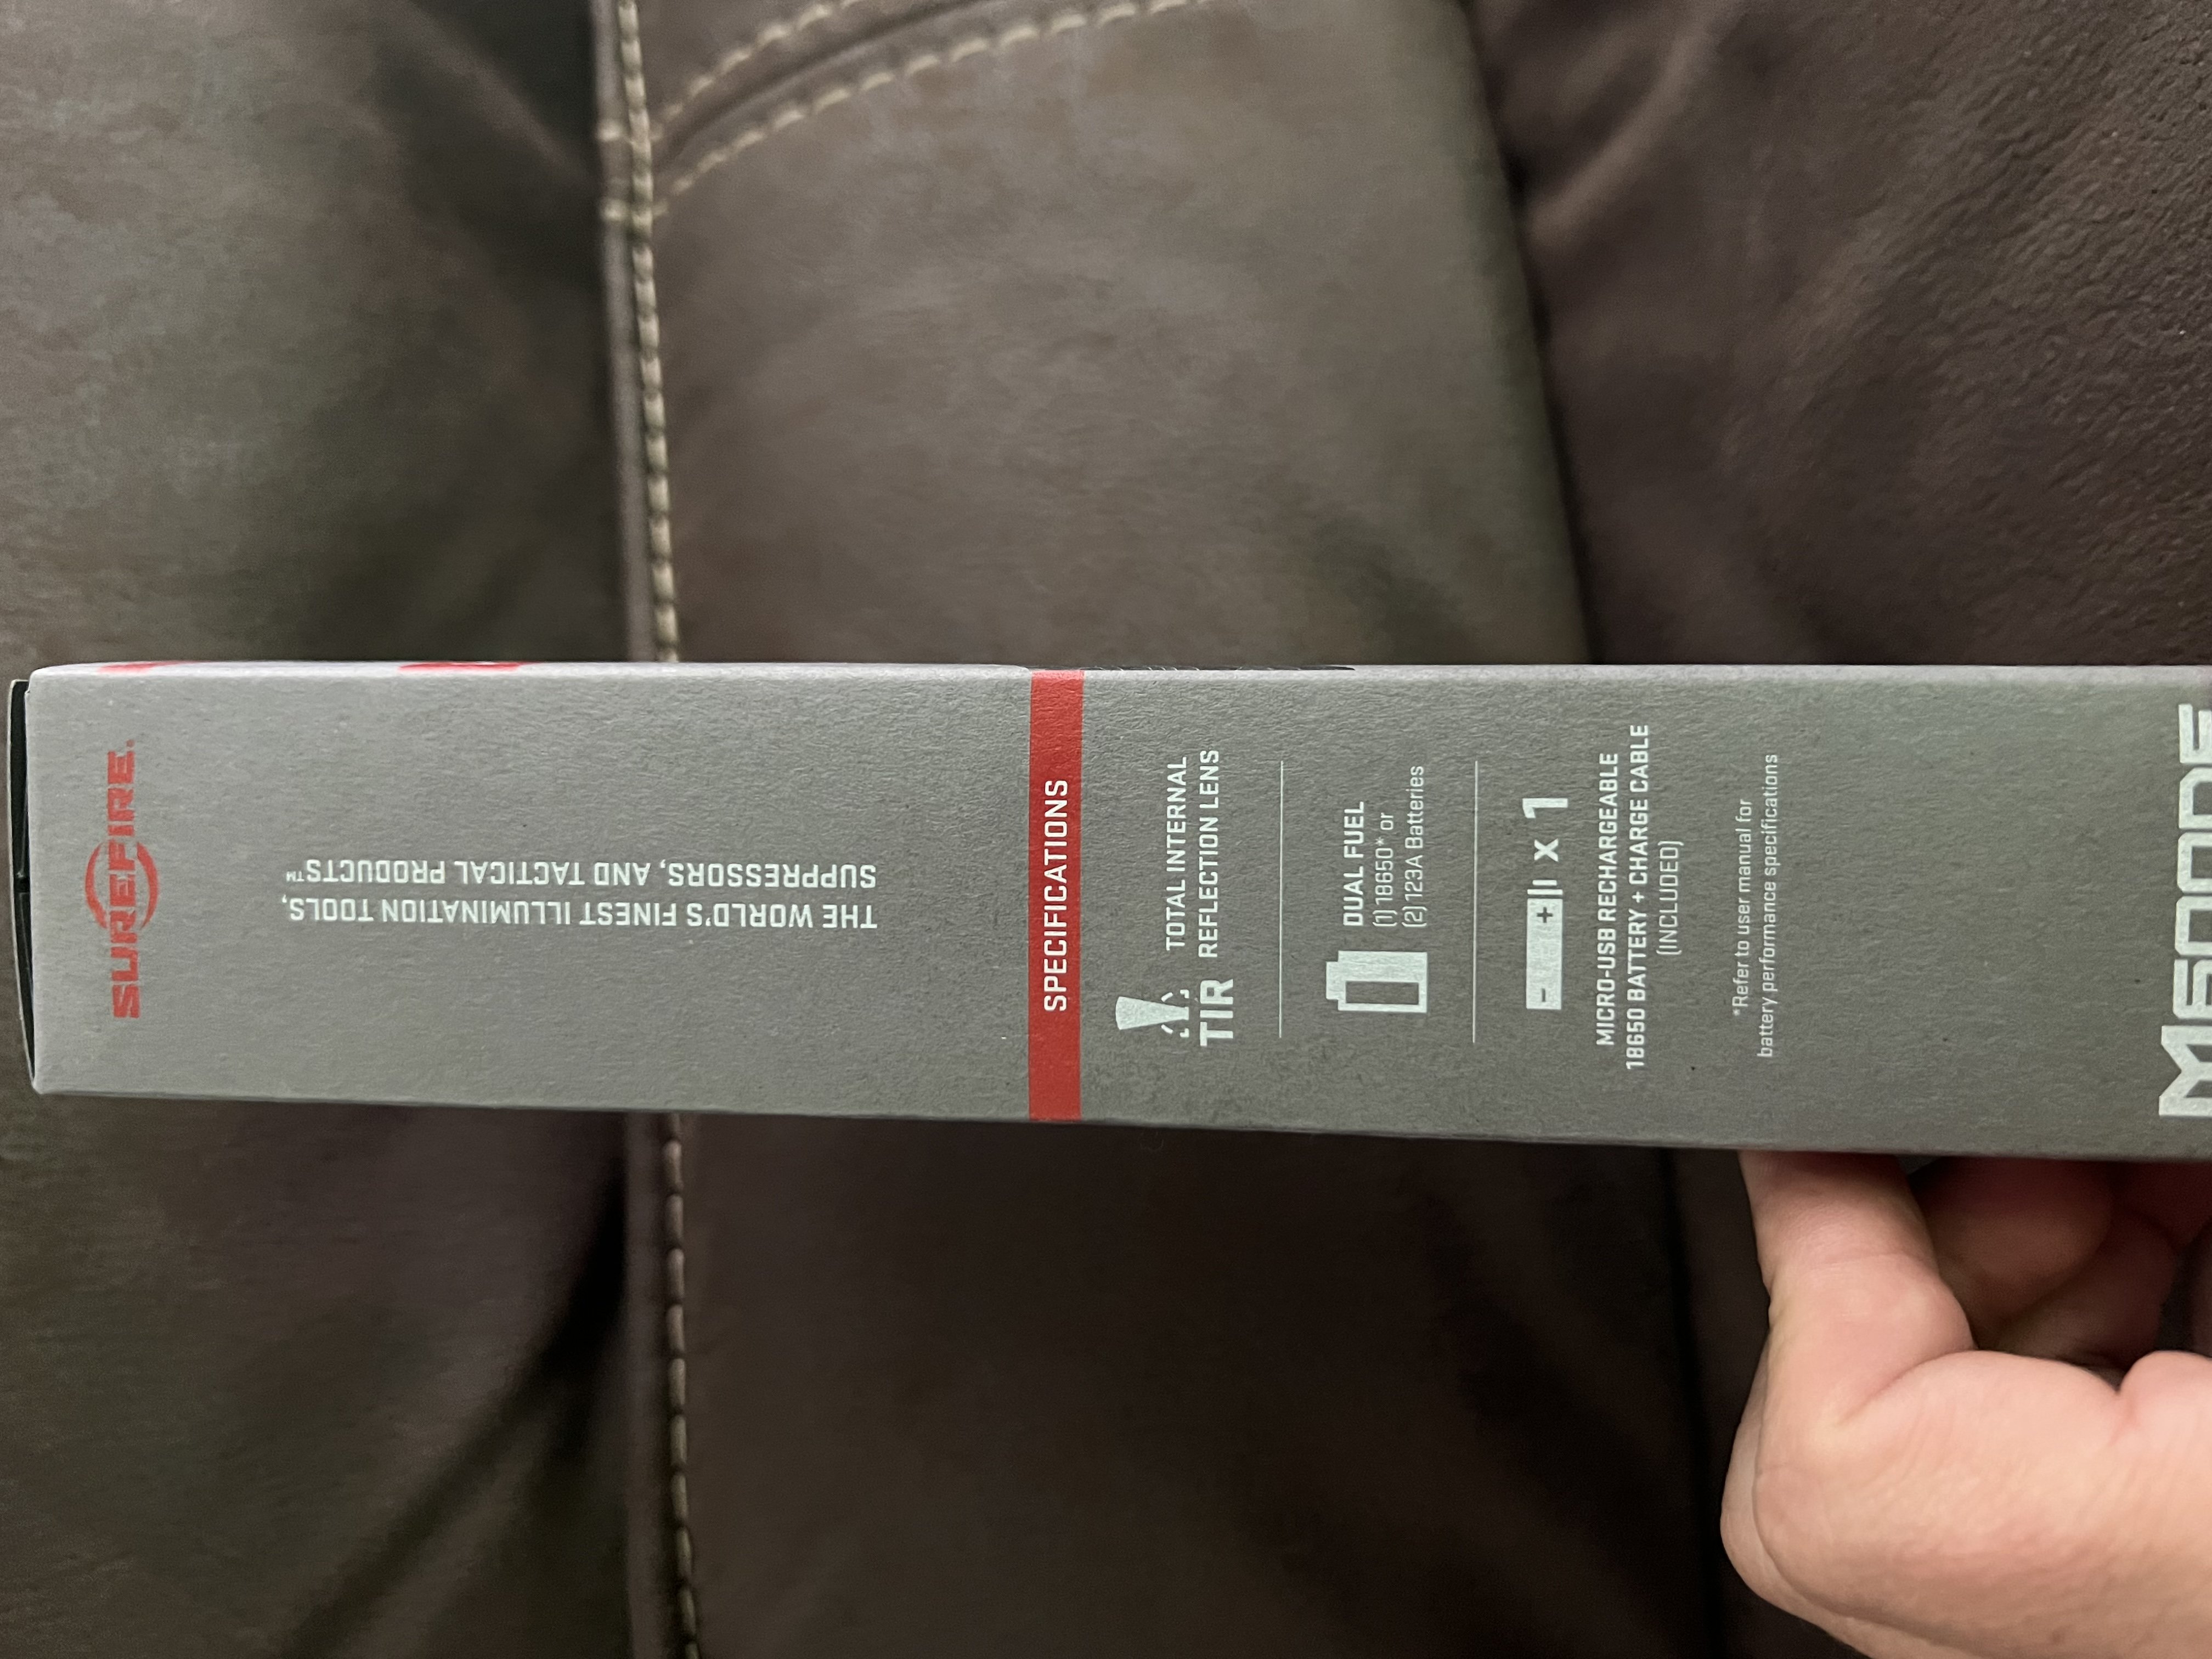 SUREFIRE
THE WORLD'S FINEST ILLUMINATION TOOLS,
SUPPRESSORS, AND TACTICAL PRODUCTS™
SPECIFICATIONS
TIR
TOTAL INTERNAL
REFLECTION LENS
DUAL FUEL
(1) 18650* or
(2) 123A Batteries
- + x 1
MICRO-USB RECHARGEABLE
18650 BATTERY + CHARGE CABLE
(INCLUDED)
*Refer to user manual for
battery performance specifications